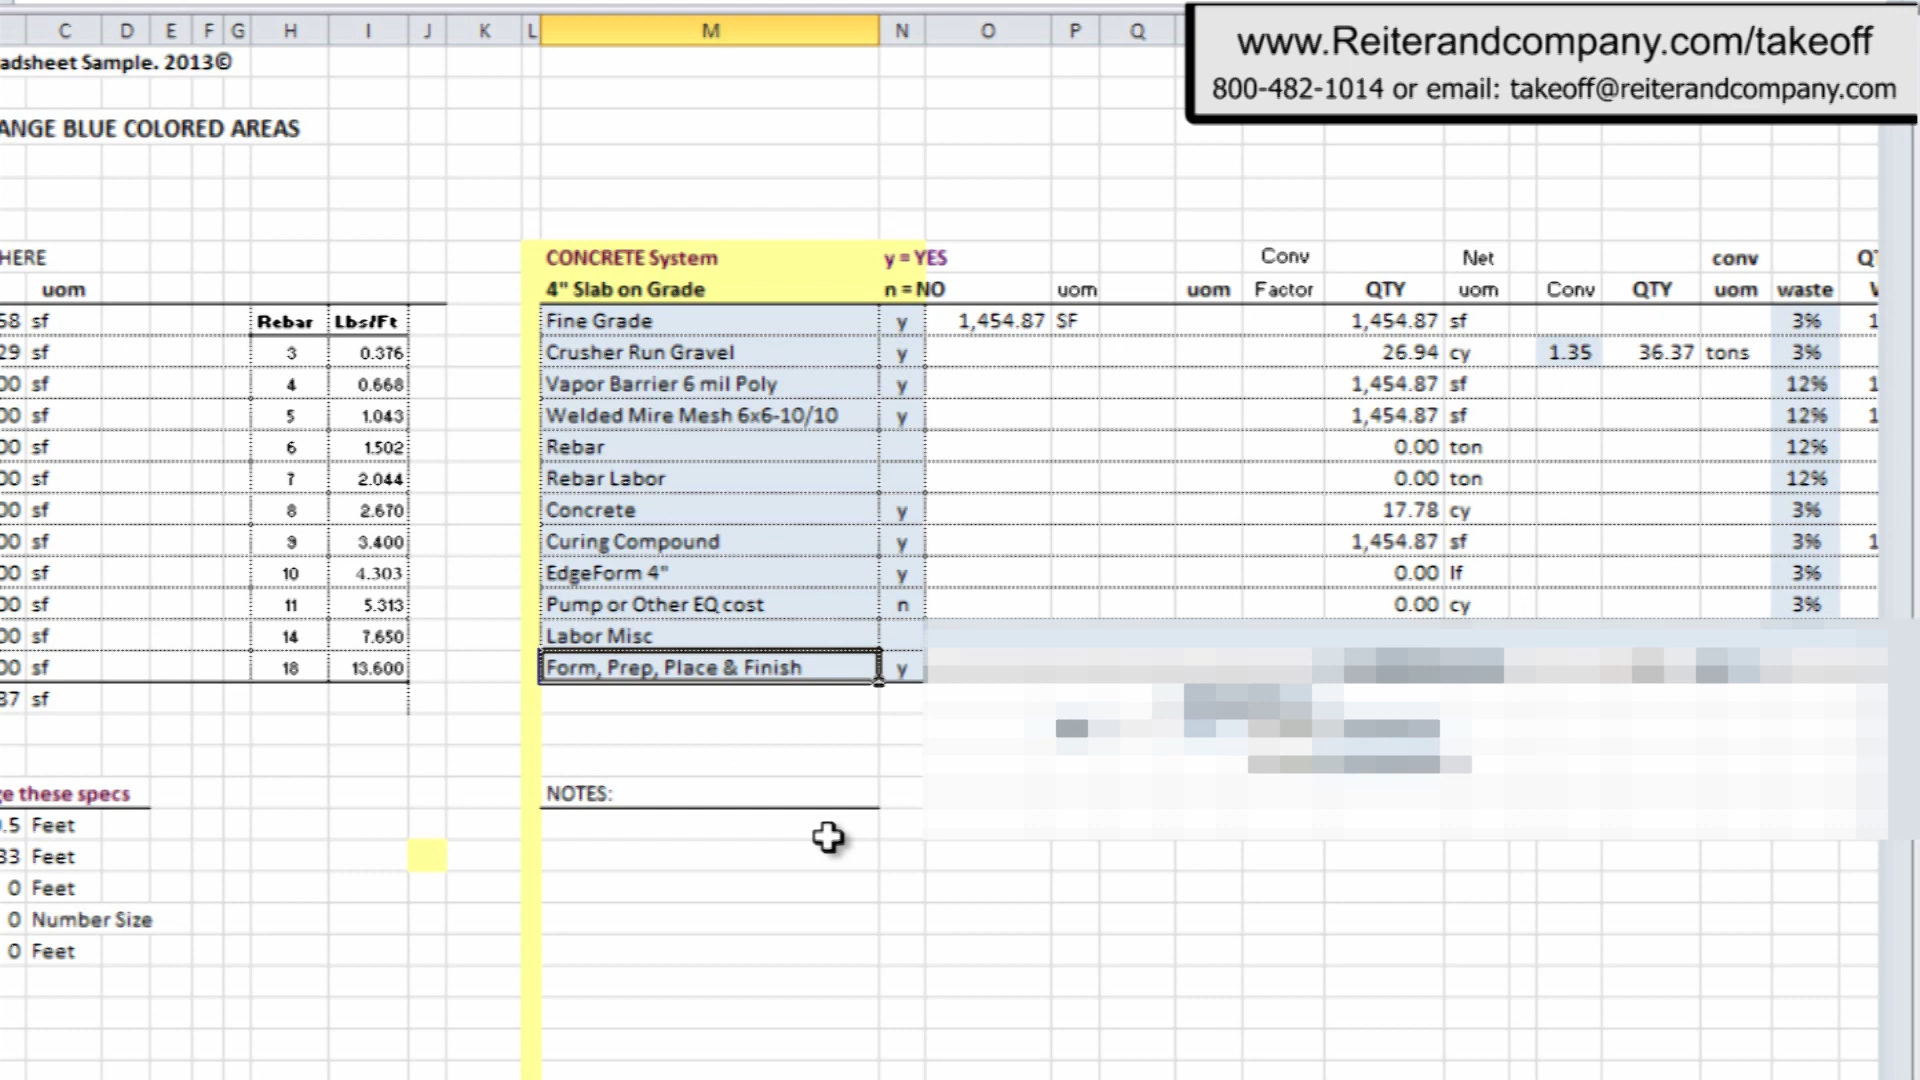 www.Reiterandcompany.com/takeoff
800-482-1014 or email: takeoff@reiterandcompany.com
C D E F G H I J K L M N O P Q
adsheet Sample. 2013©
ANGE BLUE COLORED AREAS
HERE CONCRETE System y = YES Conv Net conv
uom 4" Slab on Grade n = NO uom uom Factor QTY uom Conv QTY uom waste
58 sf Rebar Lbs/Ft Fine Grade y 1,454.87 SF 1,454.87 sf 3% 1
29 sf 3 0.376 Crusher Run Gravel y 26.94 cy 1.35 36.37 tons 3%
00 sf 4 0.668 Vapor Barrier 6 mil Poly y 1,454.87 sf 12% 1
00 sf 5 1.043 Welded Mire Mesh 6x6-10/10 y 1,454.87 sf 12% 1
00 sf 6 1.502 Rebar 0.00 ton 12%
00 sf 7 2.044 Rebar Labor 0.00 ton 12%
00 sf 8 2.670 Concrete y 17.78 cy 3%
00 sf 9 3.400 Curing Compound y 1,454.87 sf 3% 1
00 sf 10 4.303 EdgeForm 4" y 0.00 lf 3%
00 sf 11 5.313 Pump or Other EQ cost n 0.00 cy 3%
00 sf 14 7.650 Labor Misc
00 sf 18 13.600 Form, Prep, Place & Finish y
87 sf
ge these specs NOTES:
.5 Feet
33 Feet
0 Feet
0 Number Size
0 Feet